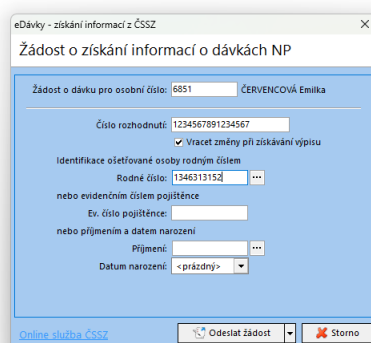 eDávky - získání informací z ČSSZ
Žádost o získání informací o dávkách NP
Žádost o dávku pro osobní číslo: 6851 ČERVENCOVÁ Emilka
Číslo rozhodnutí: 1234567891234567
Vracet změny při získávání výpisu
Identifikace ošetřované osoby rodným číslem
Rodné číslo: 1346313152 ...
nebo evidenčním číslem pojištěnce
Ev. číslo pojištěnce:
nebo příjmením a datem narození
Příjmení: ...
Datum narození: <prázdný>
Online služba ČSSZ Odeslat žádost Storno